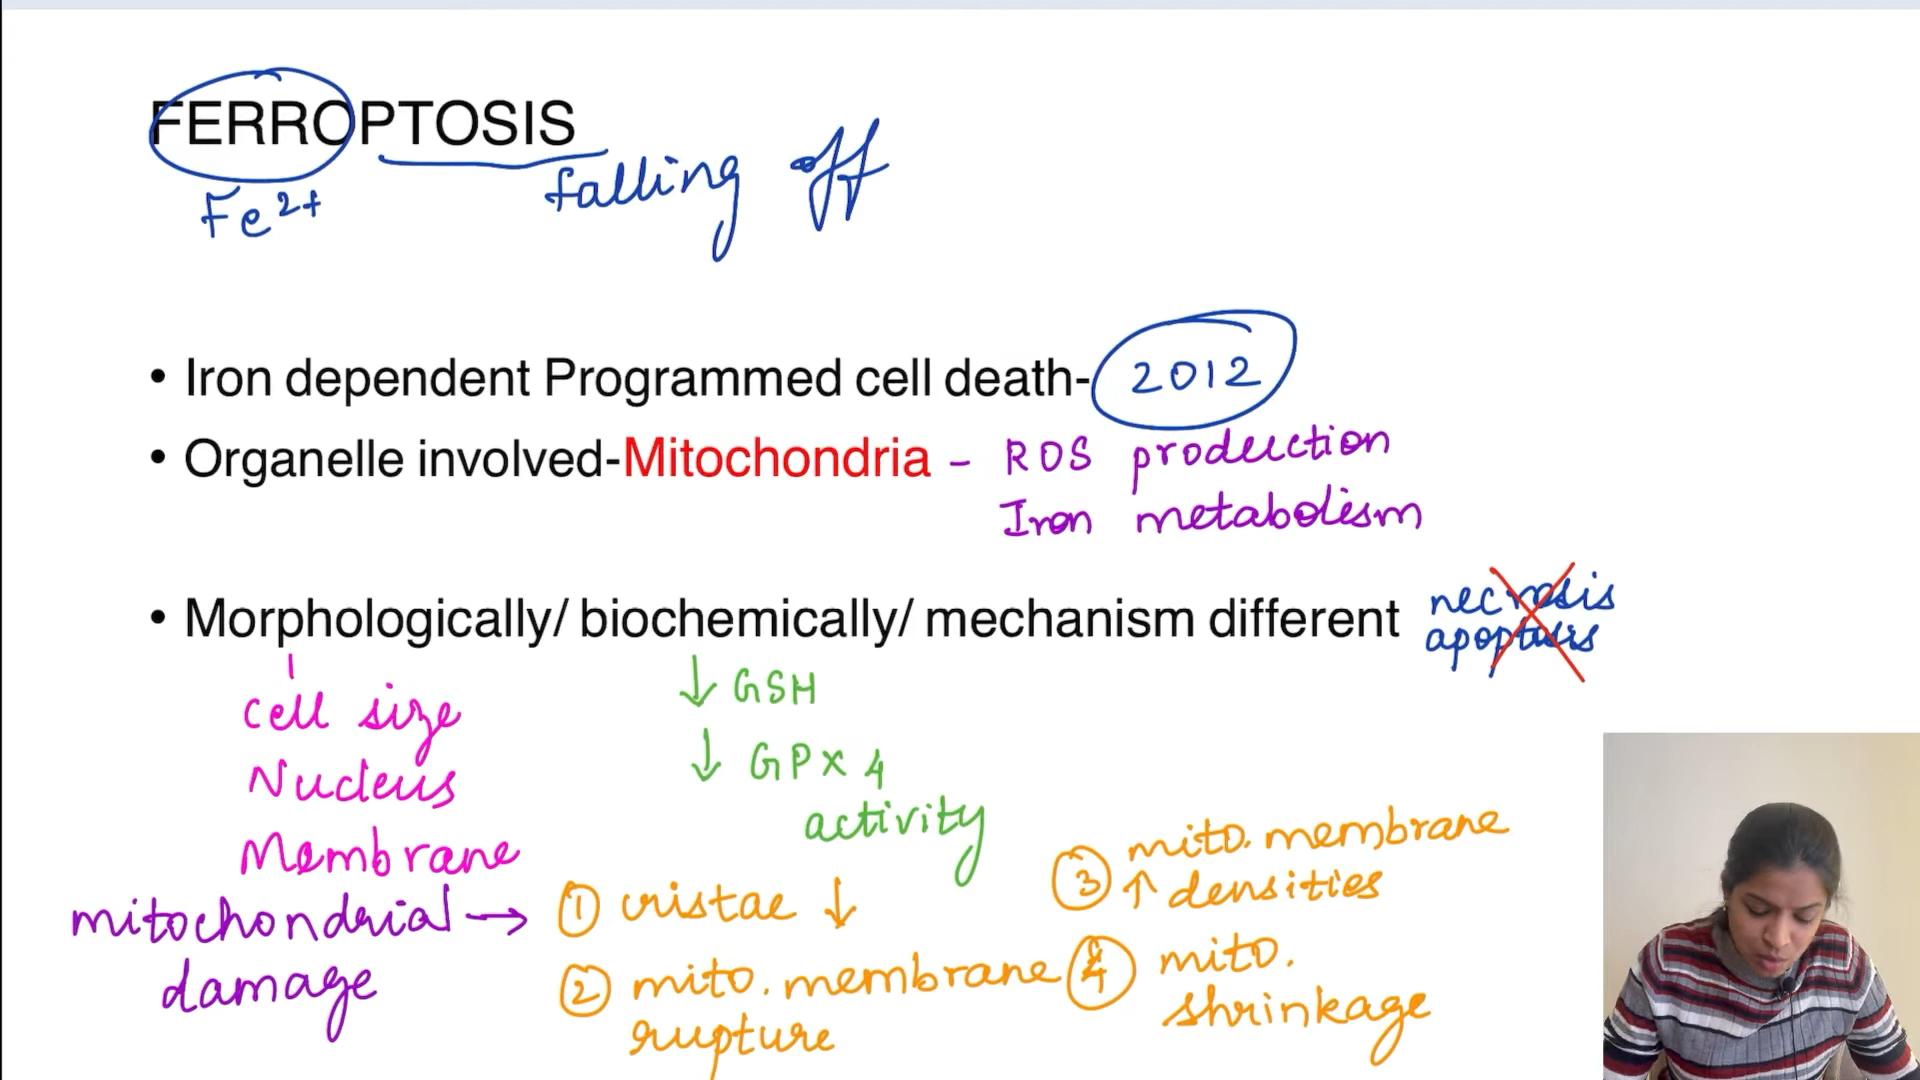 FERROPTOSIS
Fe2+
falling off
• Iron dependent Programmed cell death- 2012
• Organelle involved-Mitochondria - ROS production
Iron metabolism
• Morphologically/ biochemically/ mechanism different necrosis
apoptosis
cell size
Nucleus
Membrane
↓ GSH
↓ GPX 4
activity
mitochondrial →
damage
① cristae ↓
② mito. membrane
rupture
③ mito. membrane
↑ densities
④ mito.
shrinkage